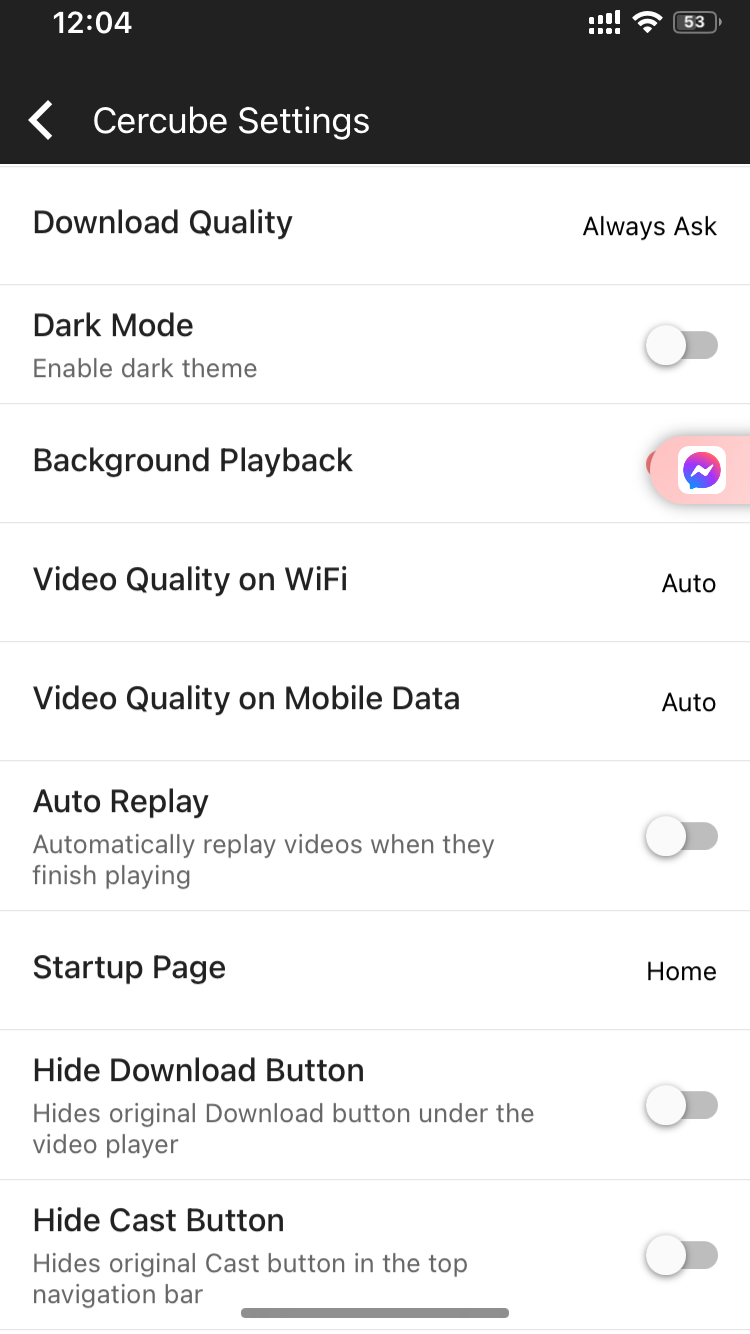 12:04
53
Cercube Settings
Download Quality
Always Ask
Dark Mode
Enable dark theme
Background Playback
Video Quality on WiFi
Auto
Video Quality on Mobile Data
Auto
Auto Replay
Automatically replay videos when they
finish playing
Startup Page
Home
Hide Download Button
Hides original Download button under the
video player
Hide Cast Button
Hides original Cast button in the top
navigation bar